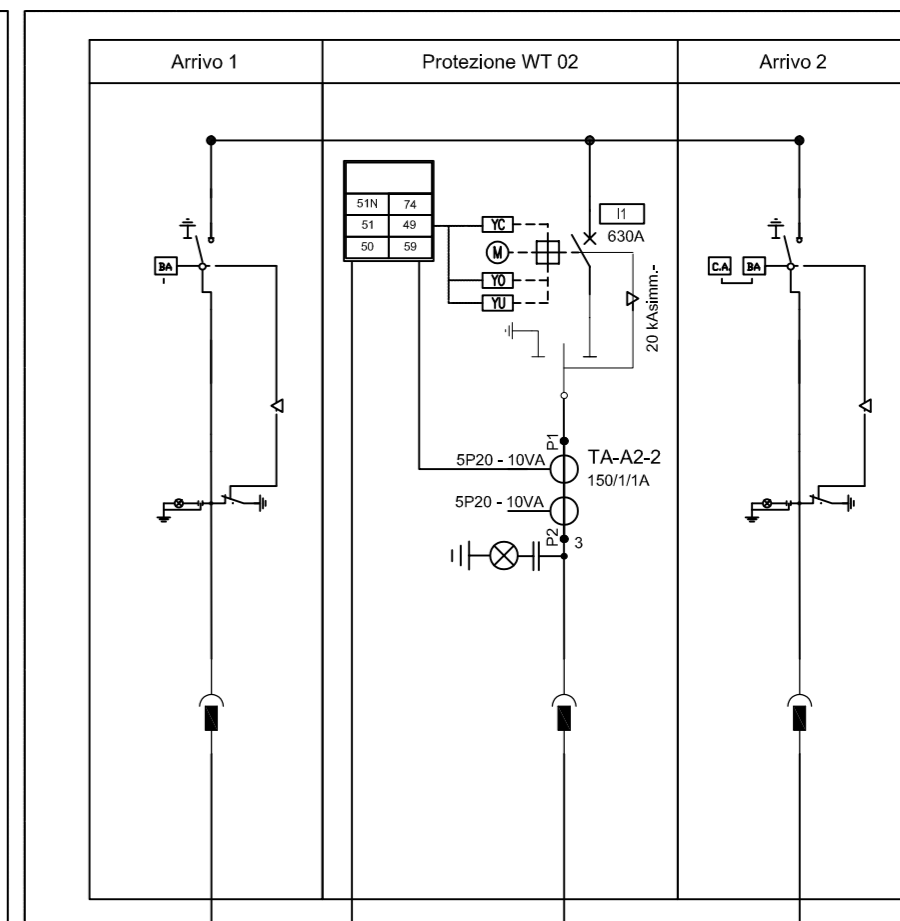 Arrivo 1
Protezione WT 02
Arrivo 2
51N 74
51 49
50 59
YC
M
YO
YU
I1
630A
20 kAsimm.-
BA
C.A. BA
P1
5P20 - 10VA
TA-A2-2
150/1/1A
5P20 - 10VA
P2
3